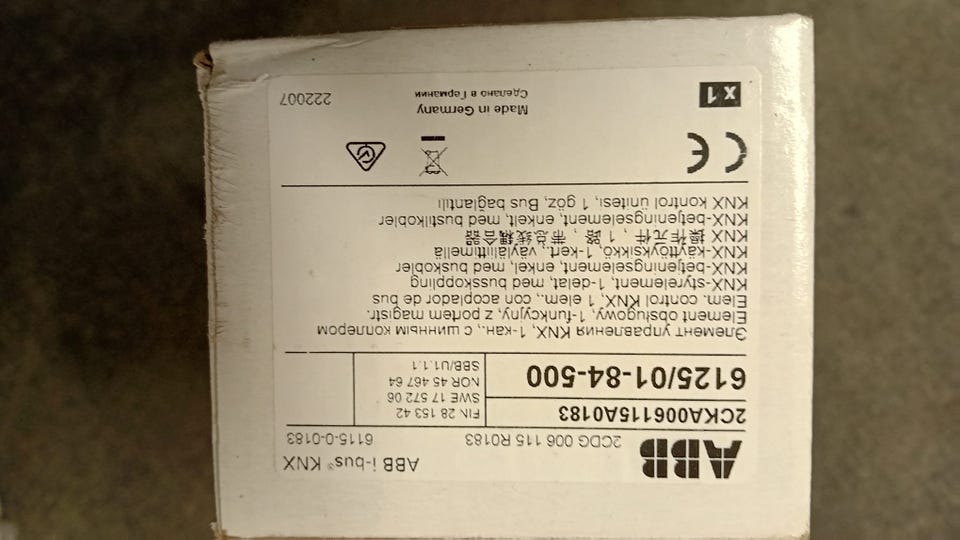 ABB
ABB i-bus® KNX
2CDG 006 115 R0183
6115-0-0183
2CKA006115A0183
6125/01-84-500
FIN 28 153 42
SWE 17 572 06
NOR 45 467 64
SBB/U1.1.1
Элемент управления KNX, 1-кан., с шинным коплером
Element obsługowy, 1-funkcyjny, z portem magistr.
Elem. control KNX, 1 elem., con acoplador de bus
KNX-styrelement, 1-delat, med busskoppling
KNX-betjeningselement, enkel, med buskobler
KNX-käyttöyksikkö, 1-kert., väyläliittimellä
KNX 操作元件，1 路，带总线耦合器
KNX-betjeningselement, enkelt, med busstilkobler
KNX kontrol ünitesi, 1 göz, Bus bağlantılı
CE
x 1
Made in Germany
Сделано в Германии
222007